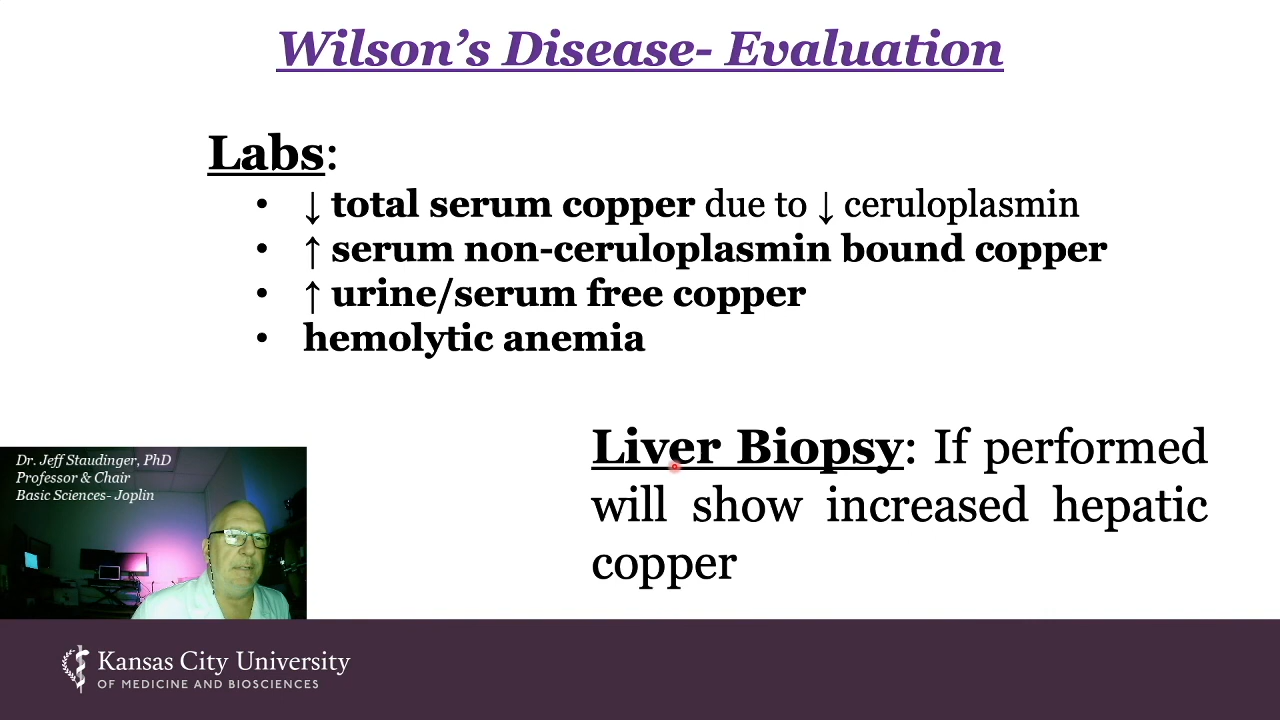 Wilson's Disease- Evaluation
Labs:
• ↓ total serum copper due to ↓ ceruloplasmin
• ↑ serum non-ceruloplasmin bound copper
• ↑ urine/serum free copper
• hemolytic anemia
Liver Biopsy: If performed
will show increased hepatic
copper
Dr. Jeff Staudinger, PhD
Professor & Chair
Basic Sciences- Joplin
Kansas City University
OF MEDICINE AND BIOSCIENCES